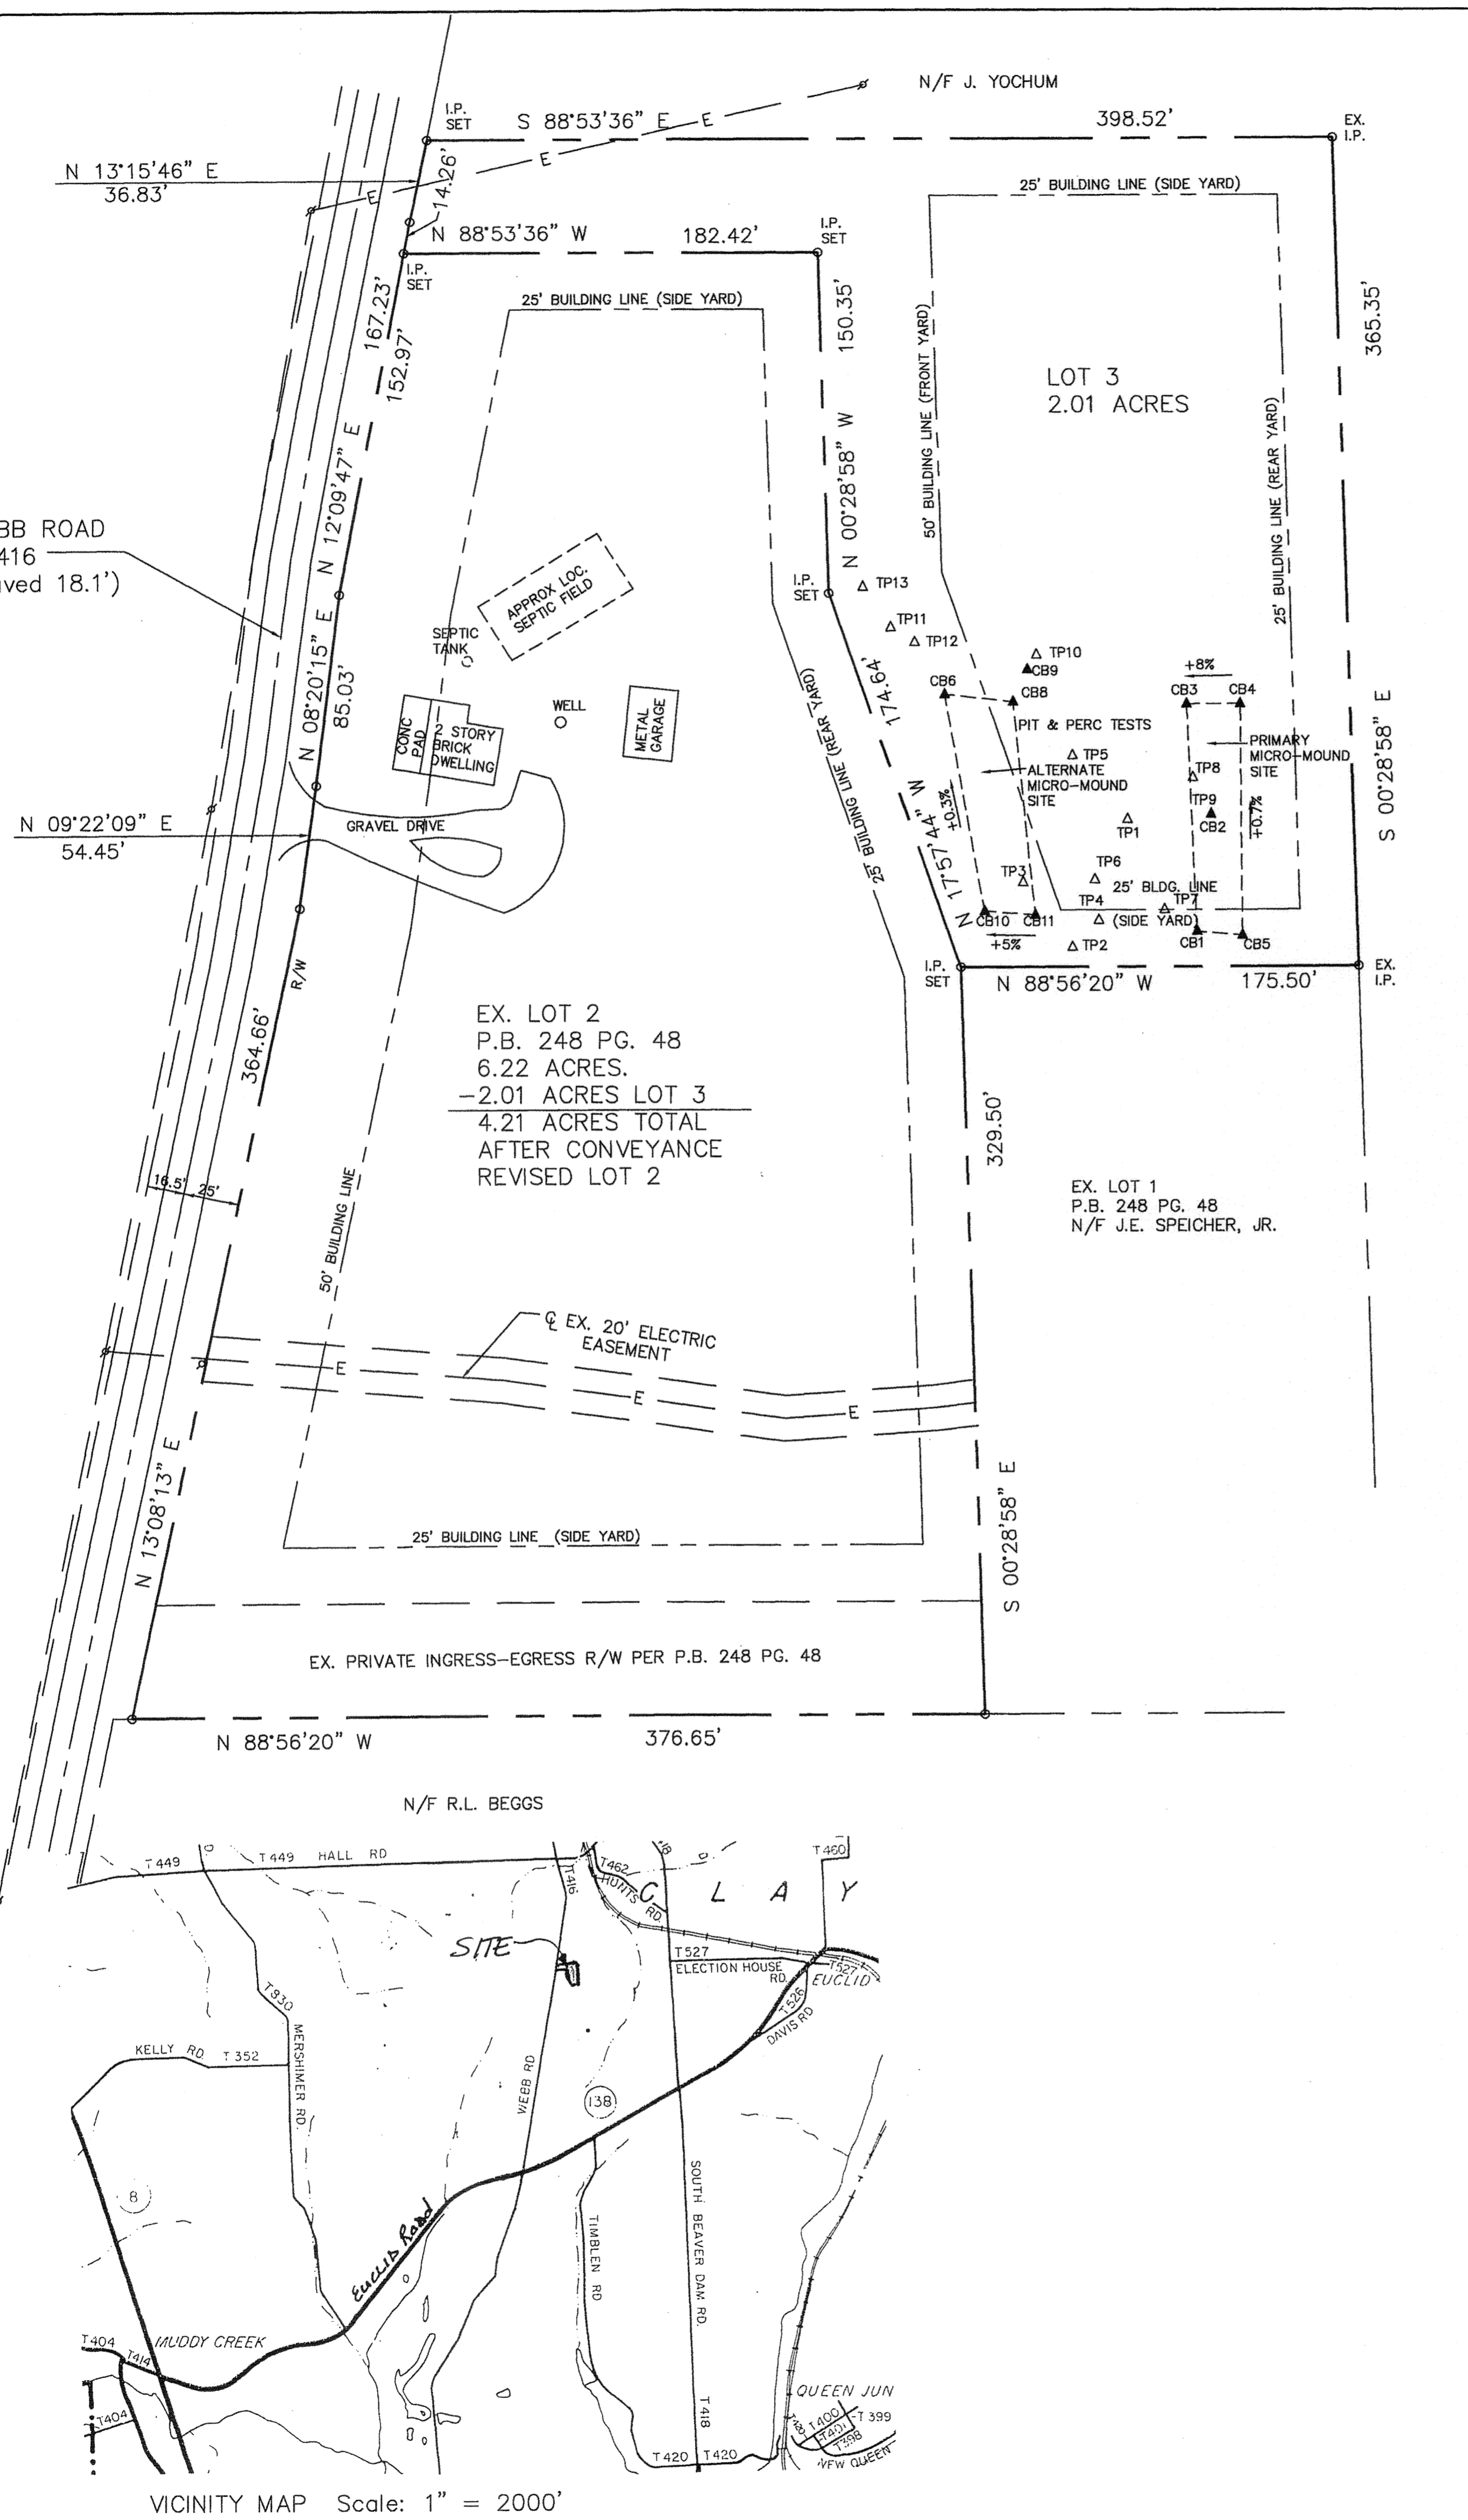 N/F J. YOCHUM
I.P.
SET
S 88°53'36" E
E
398.52'
EX.
I.P.
N 13°15'46" E
36.83'
14.26'
E
E
25' BUILDING LINE (SIDE YARD)
N 88°53'36" W
182.42'
I.P.
SET
I.P.
SET
167.23'
152.97'
25' BUILDING LINE (SIDE YARD)
150.35'
365.35'
50' BUILDING LINE (FRONT YARD)
LOT 3
2.01 ACRES
25' BUILDING LINE (REAR YARD)
N 12°09'47" E
N 00°28'58" W
BB ROAD
416
ved 18.1')
APPROX LOC.
SEPTIC FIELD
I.P.
SET
TP13
TP11
TP12
SEPTIC
TANK
N 08°20'15" E
85.03'
TP10
CB9
+8%
CB6
CB8
CB3
CB4
174.64'
25' BUILDING LINE (REAR YARD)
WELL
CONC
PAD
2 STORY
BRICK
DWELLING
METAL
GARAGE
PIT & PERC TESTS
TP5
PRIMARY
MICRO-MOUND
SITE
ALTERNATE
MICRO-MOUND
SITE
TP8
TP9
CB2
+0.3%
+0.7%
TP1
S 00°28'58" E
N 09°22'09" E
54.45'
GRAVEL DRIVE
N 17°57'44" W
TP3
TP6
25' BLDG. LINE
TP4
TP7
(SIDE YARD)
CB10
CB11
+5%
TP2
CB1
CB5
I.P.
SET
N 88°56'20" W
175.50'
EX.
I.P.
R/W
364.66'
EX. LOT 2
P.B. 248 PG. 48
6.22 ACRES.
-2.01 ACRES LOT 3
4.21 ACRES TOTAL
AFTER CONVEYANCE
REVISED LOT 2
329.50'
16.5'
25'
50' BUILDING LINE
EX. LOT 1
P.B. 248 PG. 48
N/F J.E. SPEICHER, JR.
℄ EX. 20' ELECTRIC
EASEMENT
E
E
E
N 13°08'13" E
S 00°28'58" E
25' BUILDING LINE (SIDE YARD)
EX. PRIVATE INGRESS-EGRESS R/W PER P.B. 248 PG. 48
N 88°56'20" W
376.65'
N/F R.L. BEGGS
T 449
T 449 HALL RD
T416
T462
HUNTS
RD.
18
T460
C L A Y
SITE
T527
ELECTION HOUSE
RD.
T527
EUCLID
T526
DAVIS RD
T830
MERSHIMER RD.
KELLY RD.
T 352
WEBB RD
138
8
SOUTH BEAVER DAM RD.
TIMBLEN RD
Euclid Road
MUDDY CREEK
T404
T414
T404
T418
T420
T420
QUEEN JUN
T420
T400
T 399
T401
T398
NEW QUEEN
VICINITY MAP Scale: 1" = 2000'